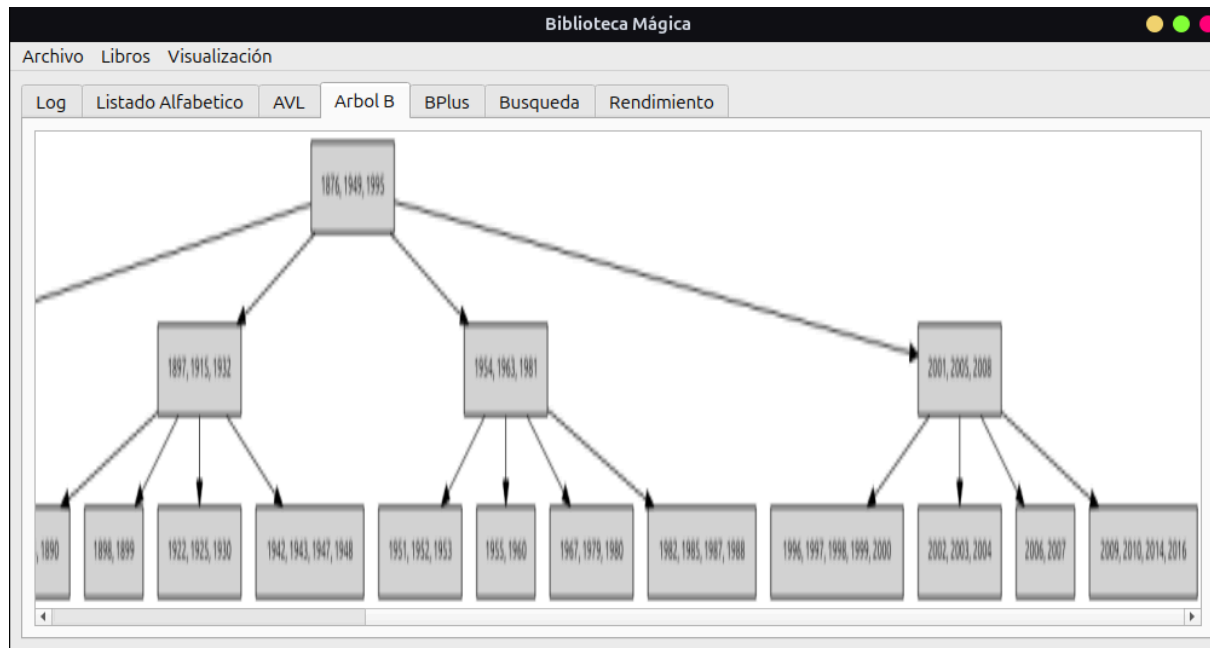 Biblioteca Mágica
Archivo Libros Visualización
Log Listado Alfabetico AVL Arbol B BPlus Busqueda Rendimiento
1876, 1949, 1995
1897, 1915, 1932
1954, 1963, 1981
2001, 2005, 2008
, 1890
1898, 1899
1922, 1925, 1930
1942, 1943, 1947, 1948
1951, 1952, 1953
1955, 1960
1967, 1979, 1980
1982, 1985, 1987, 1988
1996, 1997, 1998, 1999, 2000
2002, 2003, 2004
2006, 2007
2009, 2010, 2014, 2016